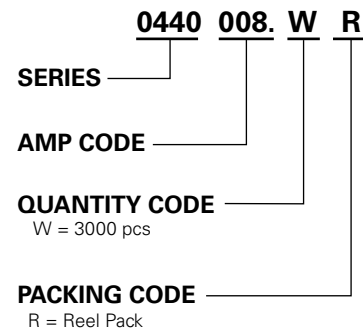 0440 008. W R
SERIES
AMP CODE
QUANTITY CODE
W = 3000 pcs
PACKING CODE
R = Reel Pack